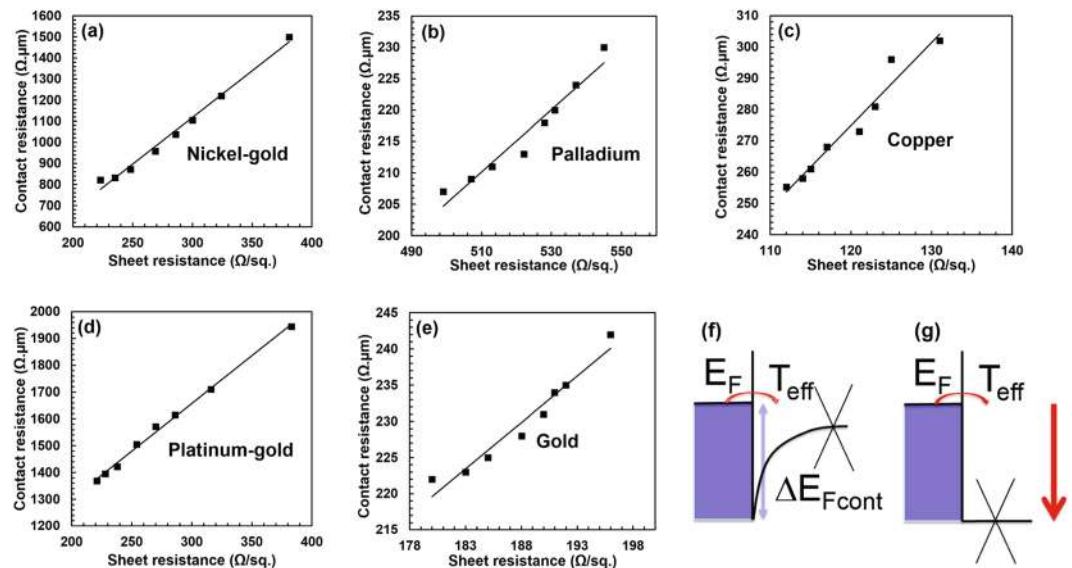 (a)
Contact resistance (Ω.µm)
1600
1500
1400
1300
1200
1100
1000
900
800
700
600
Nickel-gold
200 250 300 350 400
Sheet resistance (Ω/sq.)
(b)
Contact resistance (Ω.µm)
235
230
225
220
215
210
205
200
Palladium
490 510 530 550
Sheet resistance (Ω/sq.)
(c)
Contact resistance (Ω.µm)
310
300
290
280
270
260
250
240
Copper
110 120 130 140
Sheet resistance (Ω/sq.)
(d)
Contact resistance (Ω.µm)
2000
1900
1800
1700
1600
1500
1400
1300
1200
Platinum-gold
200 250 300 350 400
Sheet resistance (Ω/sq.)
(e)
Contact resistance (Ω.µm)
245
240
235
230
225
220
215
Gold
178 183 188 193 198
Sheet resistance (Ω/sq.)
(f)
E_F T_eff
ΔE_Fcont
(g)
E_F T_eff